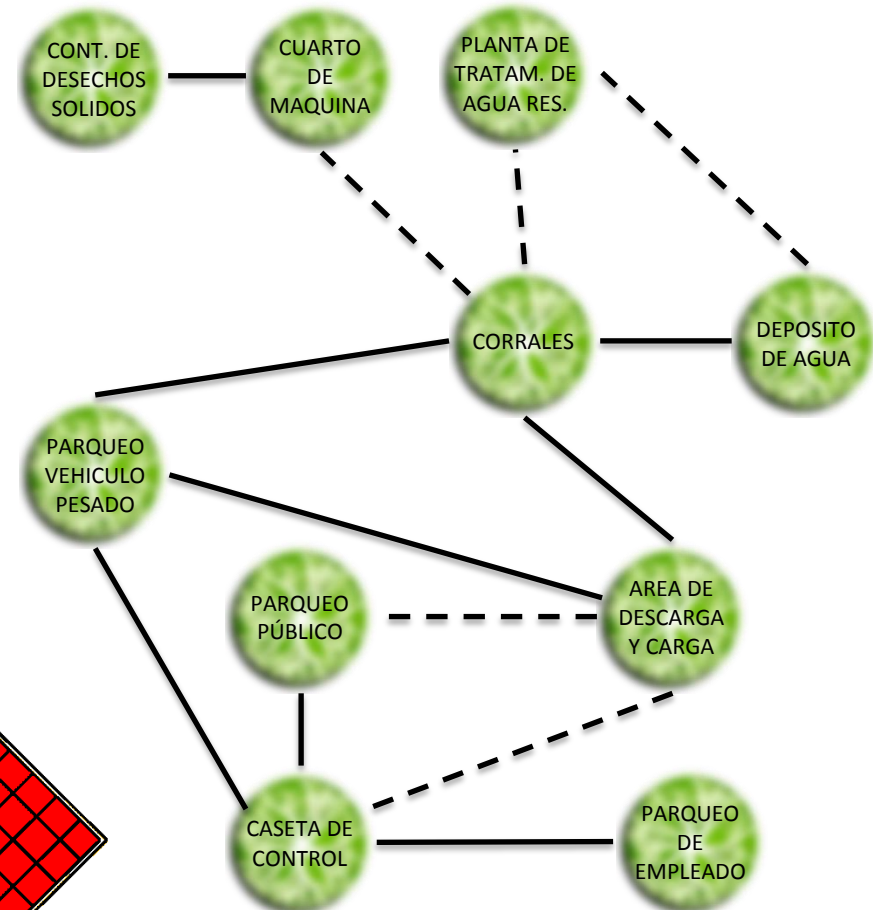 CONT. DE
DESECHOS
SOLIDOS
CUARTO
DE
MAQUINA
PLANTA DE
TRATAM. DE
AGUA RES.
CORRALES
DEPOSITO
DE AGUA
PARQUEO
VEHICULO
PESADO
PARQUEO
PÚBLICO
AREA DE
DESCARGA
Y CARGA
CASETA DE
CONTROL
PARQUEO
DE
EMPLEADO